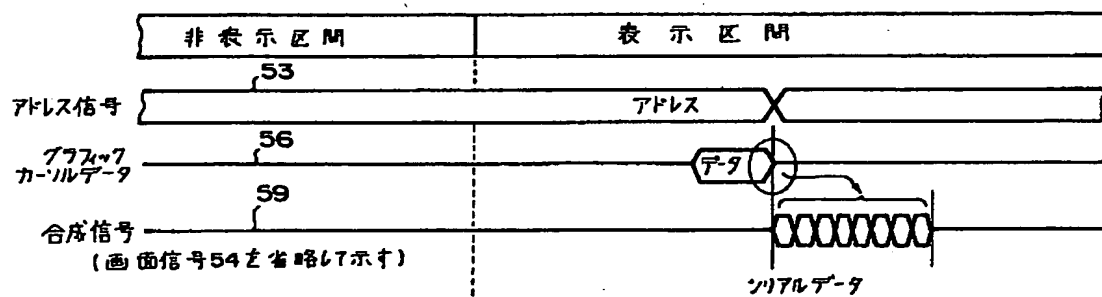 非表示区間 表示区間
53
アドレス信号 アドレス
56
グラフィック
カーソルデータ データ
59
合成信号
(画面信号54を省略して示す)
シリアルデータ